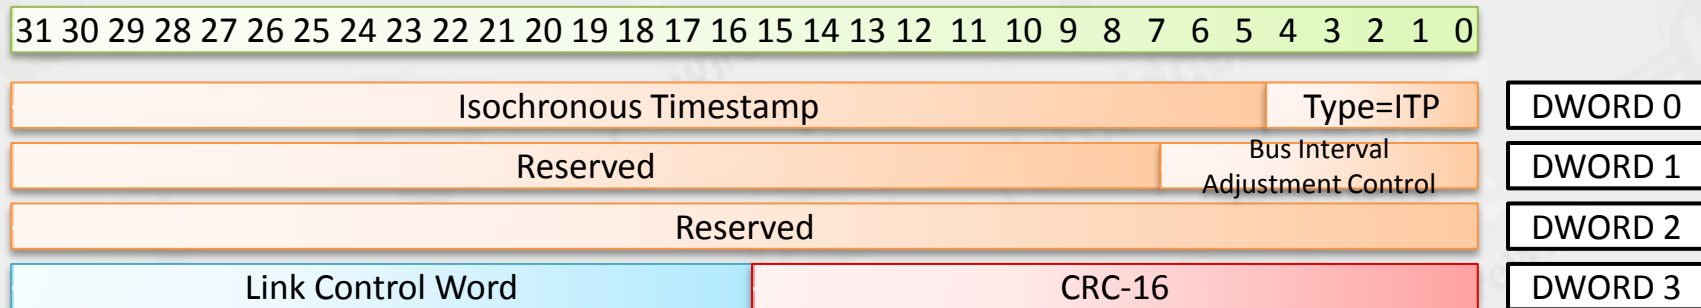 31 30 29 28 27 26 25 24 23 22 21 20 19 18 17 16 15 14 13 12 11 10 9 8 7 6 5 4 3 2 1 0
Isochronous Timestamp Type=ITP DWORD 0
Reserved Bus Interval Adjustment Control DWORD 1
Reserved DWORD 2
Link Control Word CRC-16 DWORD 3